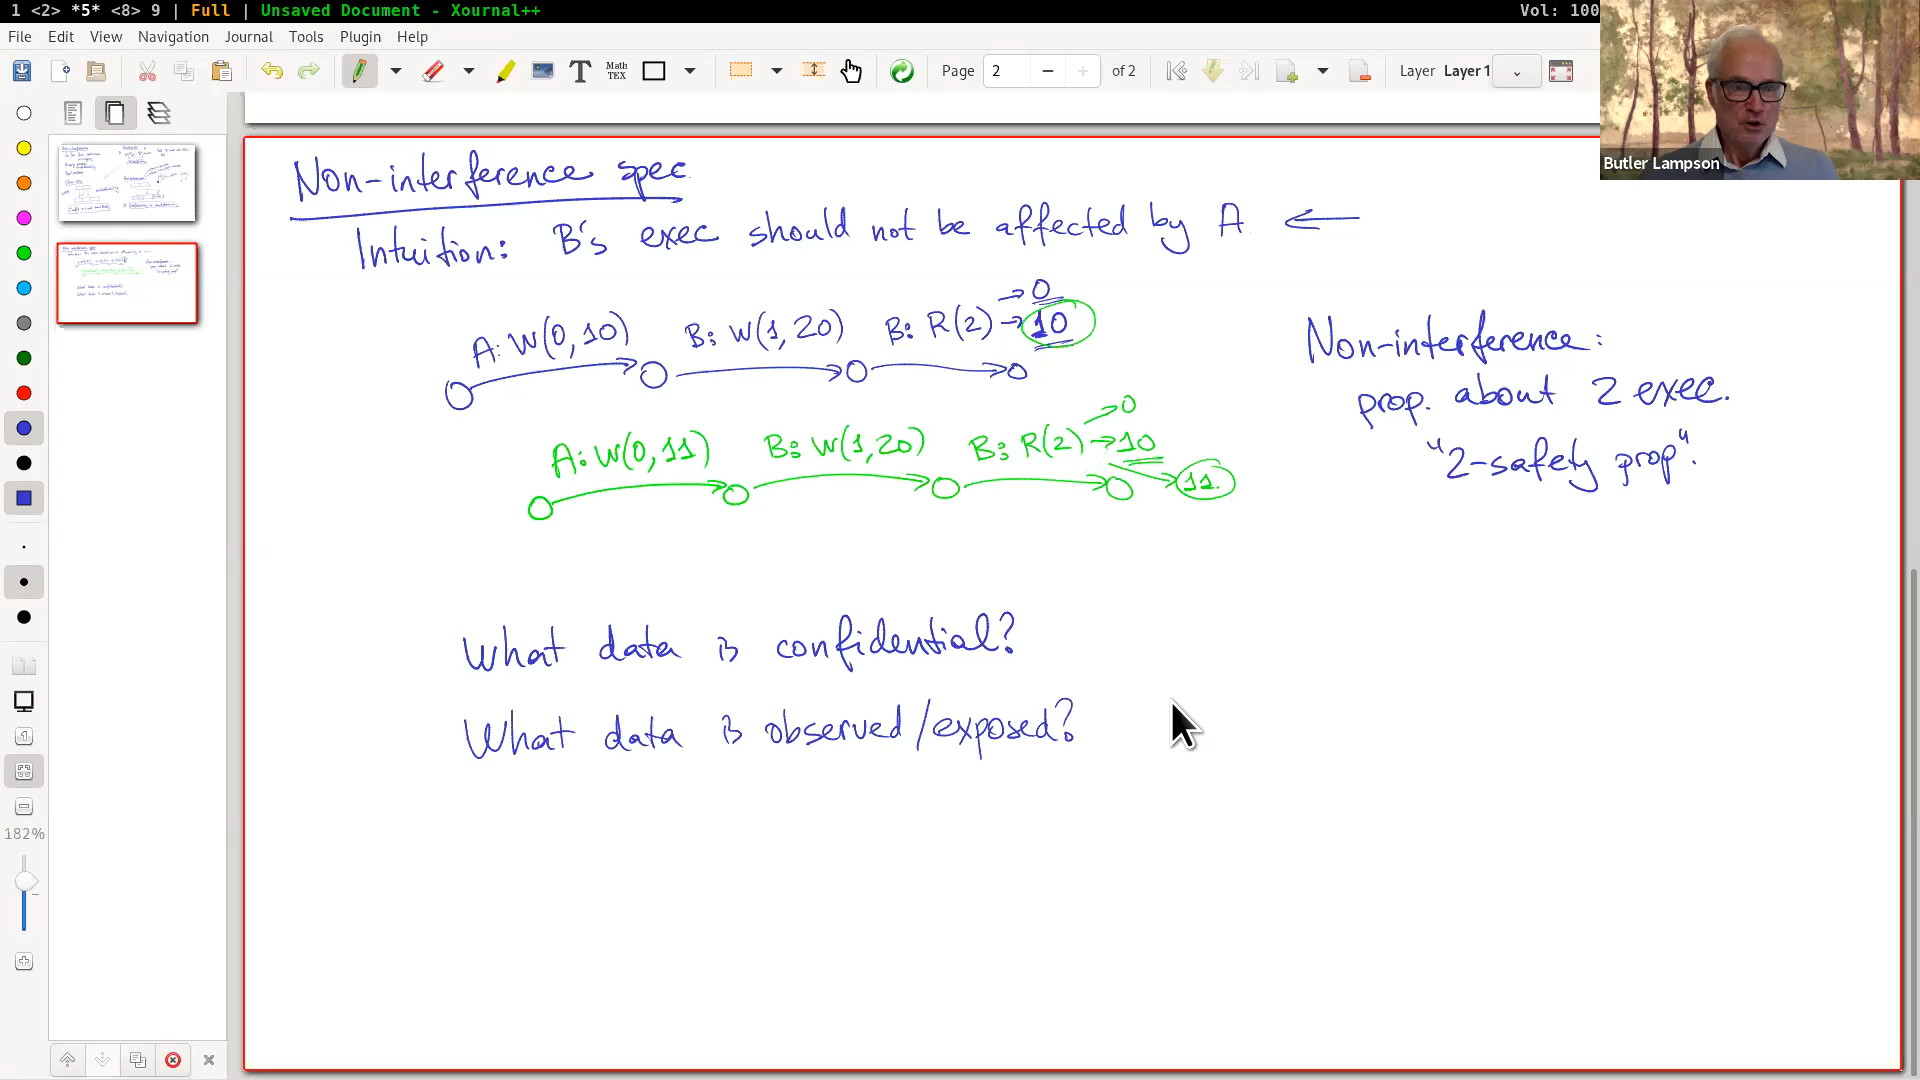 1 <2> *5* <8> 9 | Full | Unsaved Document - Xournal++
Vol: 100
File Edit View Navigation Journal Tools Plugin Help
Math TEX
Page 2 of 2
Layer Layer 1
Butler Lampson
Non-interference spec.
Intuition: B's exec should not be affected by A ←
A: W(0, 10) B: W(1, 20) B: R(2) → 0
→ 10
A: W(0, 11) B: W(1, 20) B: R(2) → 0
→ 10
11.
Non-interference:
prop. about 2 exec.
"2-safety prop".
What data is confidential?
What data is observed/exposed?
182%